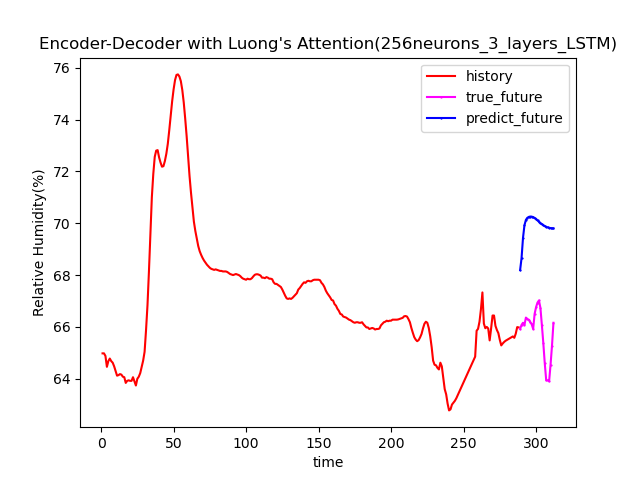 Encoder-Decoder with Luong's Attention(256neurons_3_layers_LSTM)
history
true_future
predict_future
Relative Humidity(%)
76
74
72
70
68
66
64
0 50 100 150 200 250 300
time